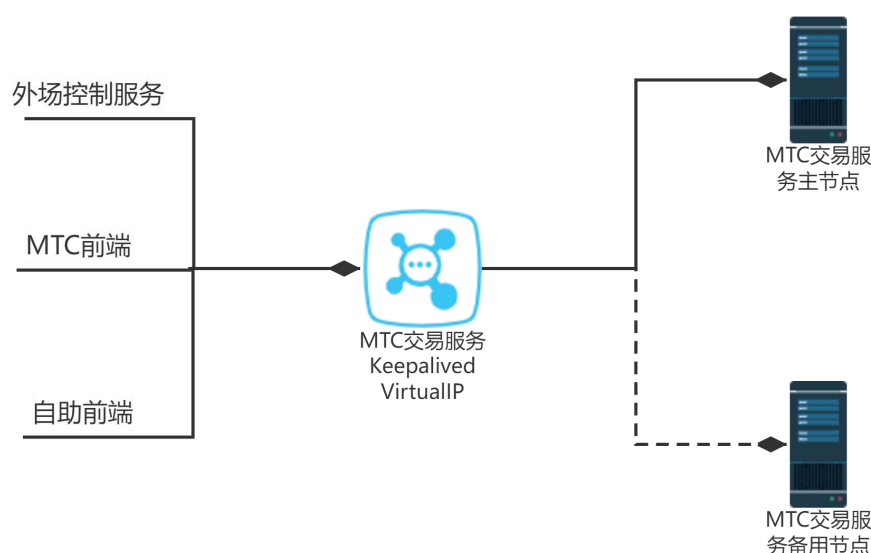 外场控制服务
MTC前端
自助前端
MTC交易服务
Keepalived
VirtualIP
MTC交易服
务主节点
MTC交易服
务备用节点